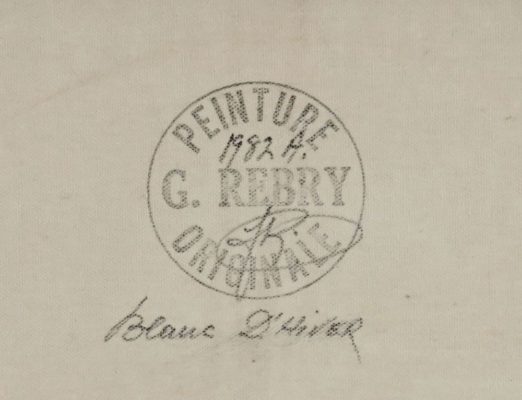 PEINTURE
1982 A.
G. REBRY
ORIGINALE
Blanc D'HIVER